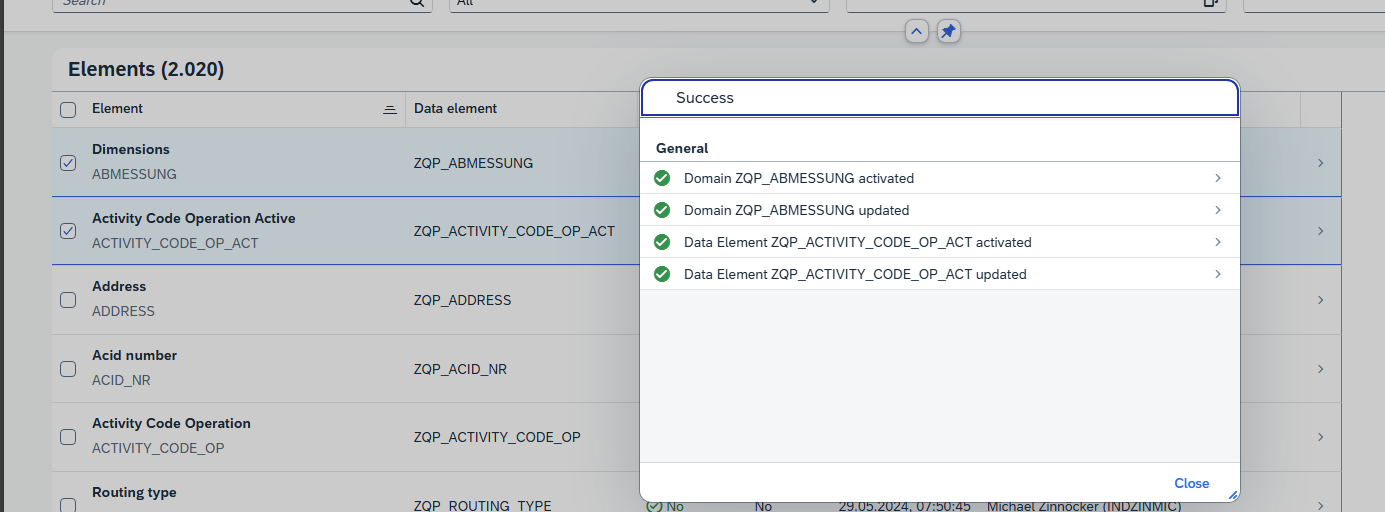 Search
All
Elements (2.020)
Element
Data element
Dimensions
ABMESSUNG
ZQP_ABMESSUNG
Activity Code Operation Active
ACTIVITY_CODE_OP_ACT
ZQP_ACTIVITY_CODE_OP_ACT
Address
ADDRESS
ZQP_ADDRESS
Acid number
ACID_NR
ZQP_ACID_NR
Activity Code Operation
ACTIVITY_CODE_OP
ZQP_ACTIVITY_CODE_OP
Routing type
ZQP_ROUTING_TYPE
No
No
29.05.2024, 07:50:45
Michael Zinnöcker (INDZINMIC)
Success
General
Domain ZQP_ABMESSUNG activated
Domain ZQP_ABMESSUNG updated
Data Element ZQP_ACTIVITY_CODE_OP_ACT activated
Data Element ZQP_ACTIVITY_CODE_OP_ACT updated
Close